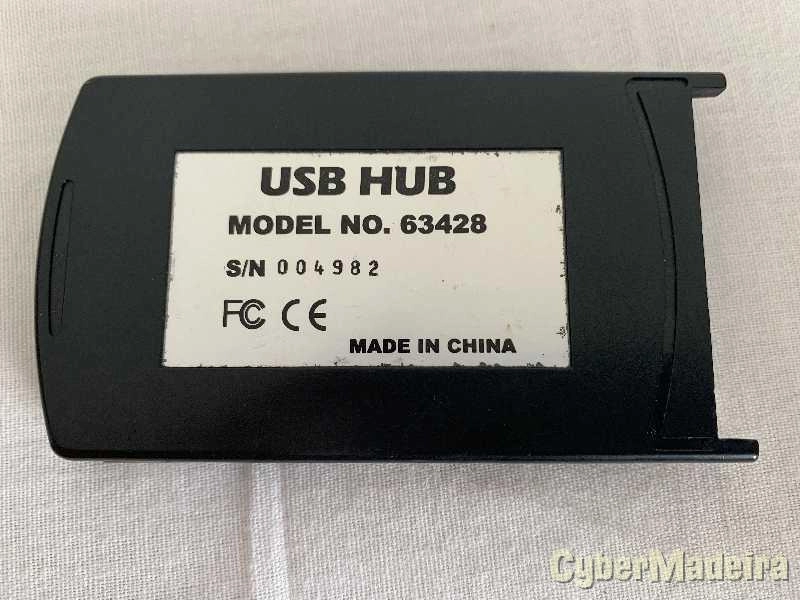 USB HUB
MODEL NO. 63428
S/N 004982
FC CE
MADE IN CHINA
CyberMadeira